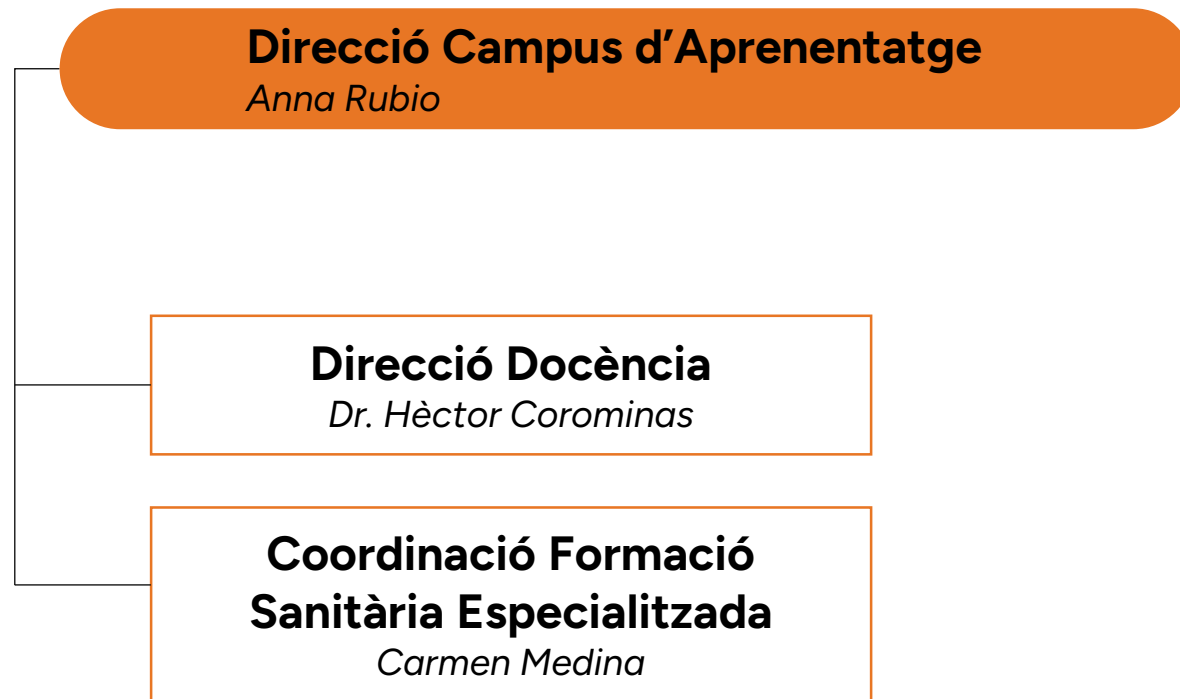 Direcció Campus d’Aprenentatge
Anna Rubio
Direcció Docència
Dr. Hèctor Corominas
Coordinació Formació
Sanitària Especialitzada
Carmen Medina